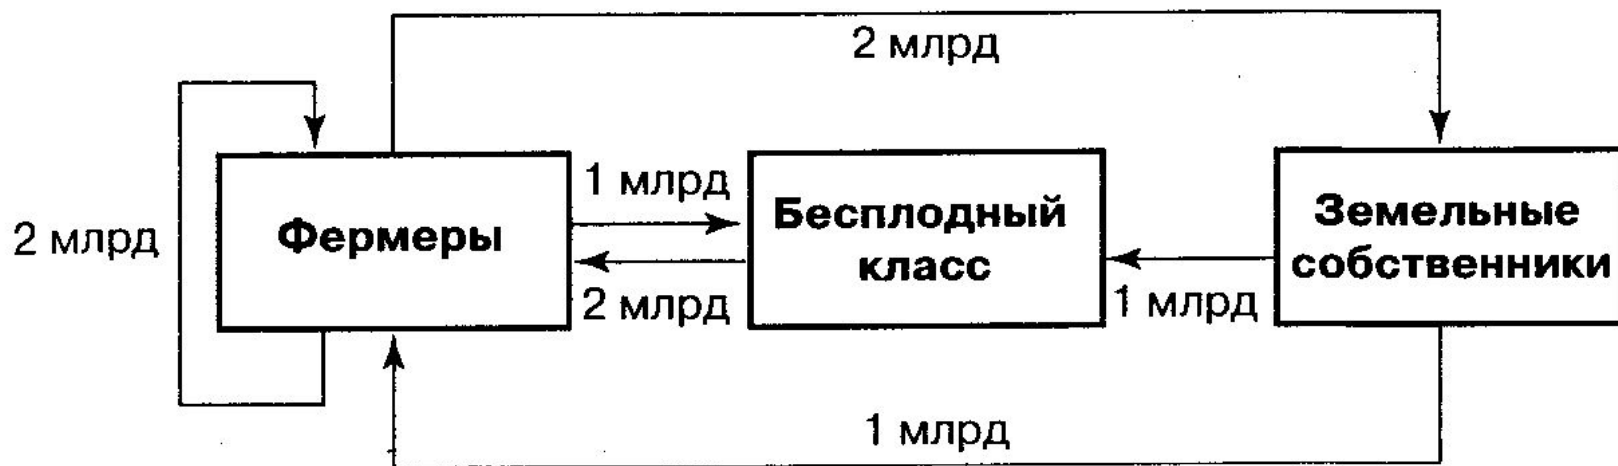 2 млрд
1 млрд
Фермеры
Бесплодный
класс
Земельные
собственники
2 млрд
2 млрд
1 млрд
1 млрд